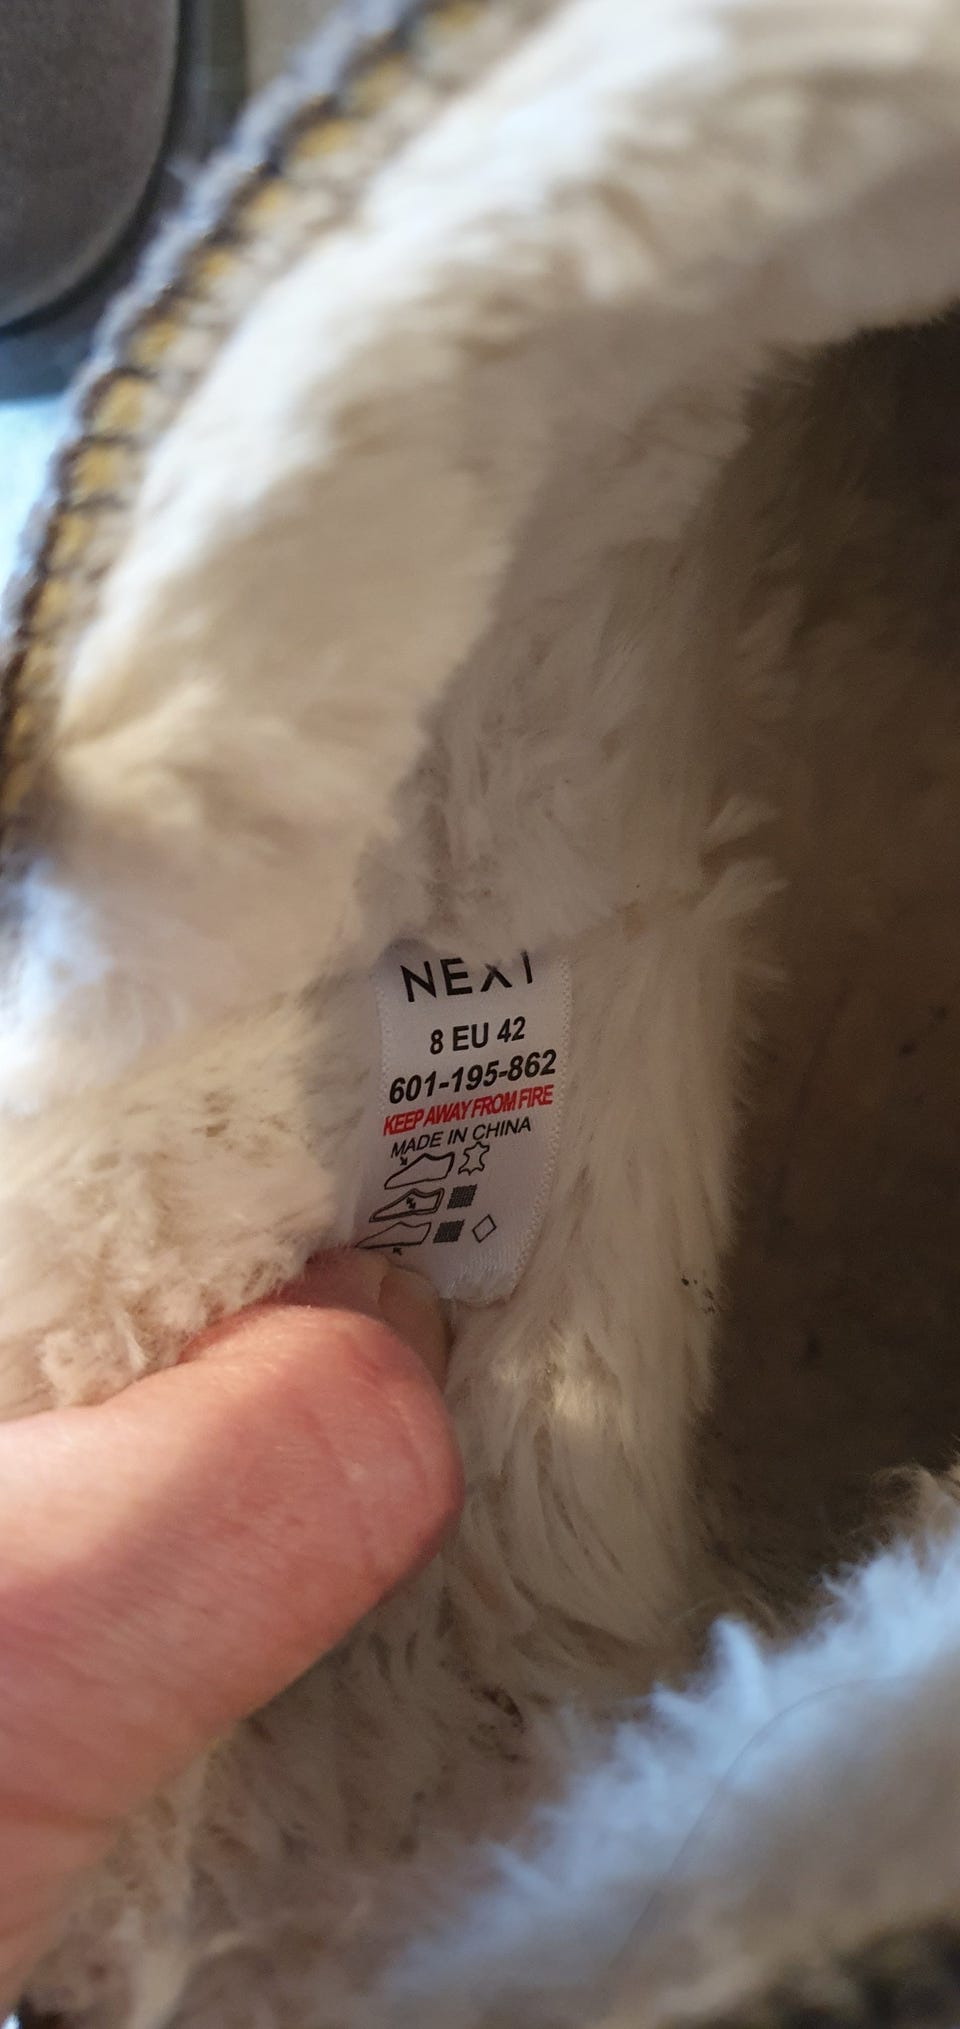 NEXT
8 EU 42
601-195-862
KEEP AWAY FROM FIRE
MADE IN CHINA